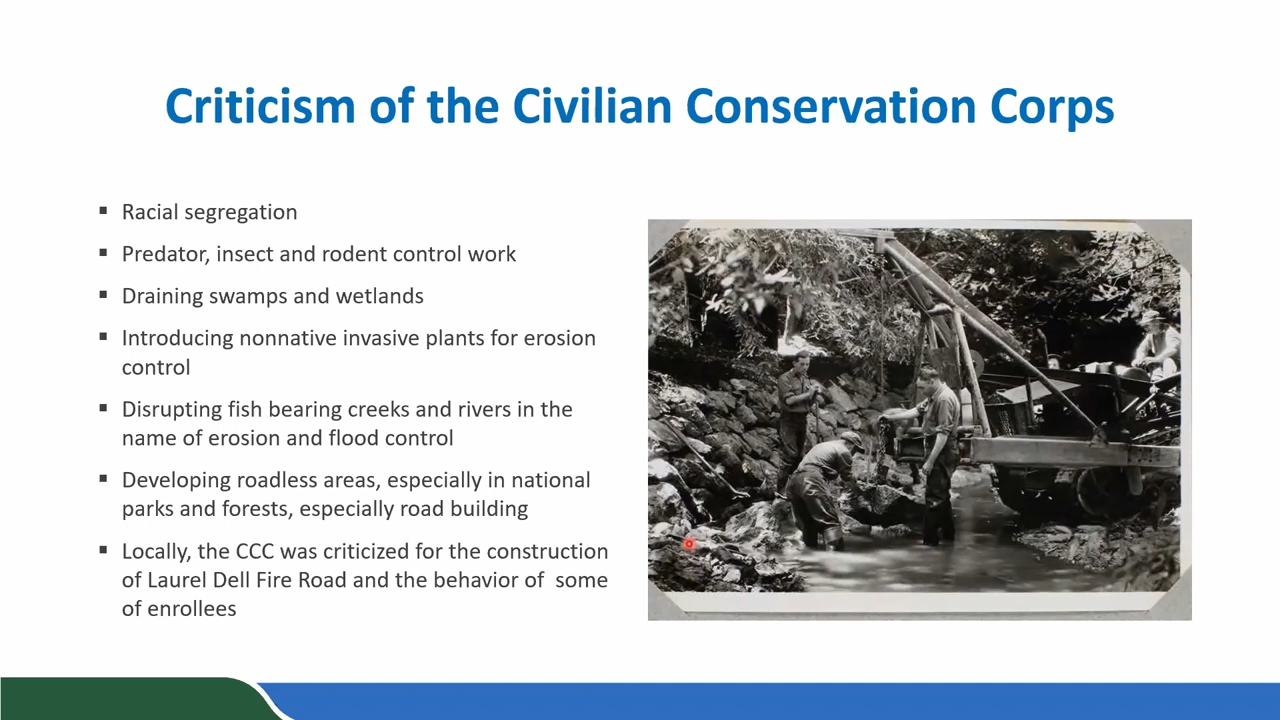 Criticism of the Civilian Conservation Corps
▪ Racial segregation
▪ Predator, insect and rodent control work
▪ Draining swamps and wetlands
▪ Introducing nonnative invasive plants for erosion
control
▪ Disrupting fish bearing creeks and rivers in the
name of erosion and flood control
▪ Developing roadless areas, especially in national
parks and forests, especially road building
▪ Locally, the CCC was criticized for the construction
of Laurel Dell Fire Road and the behavior of  some
of enrollees